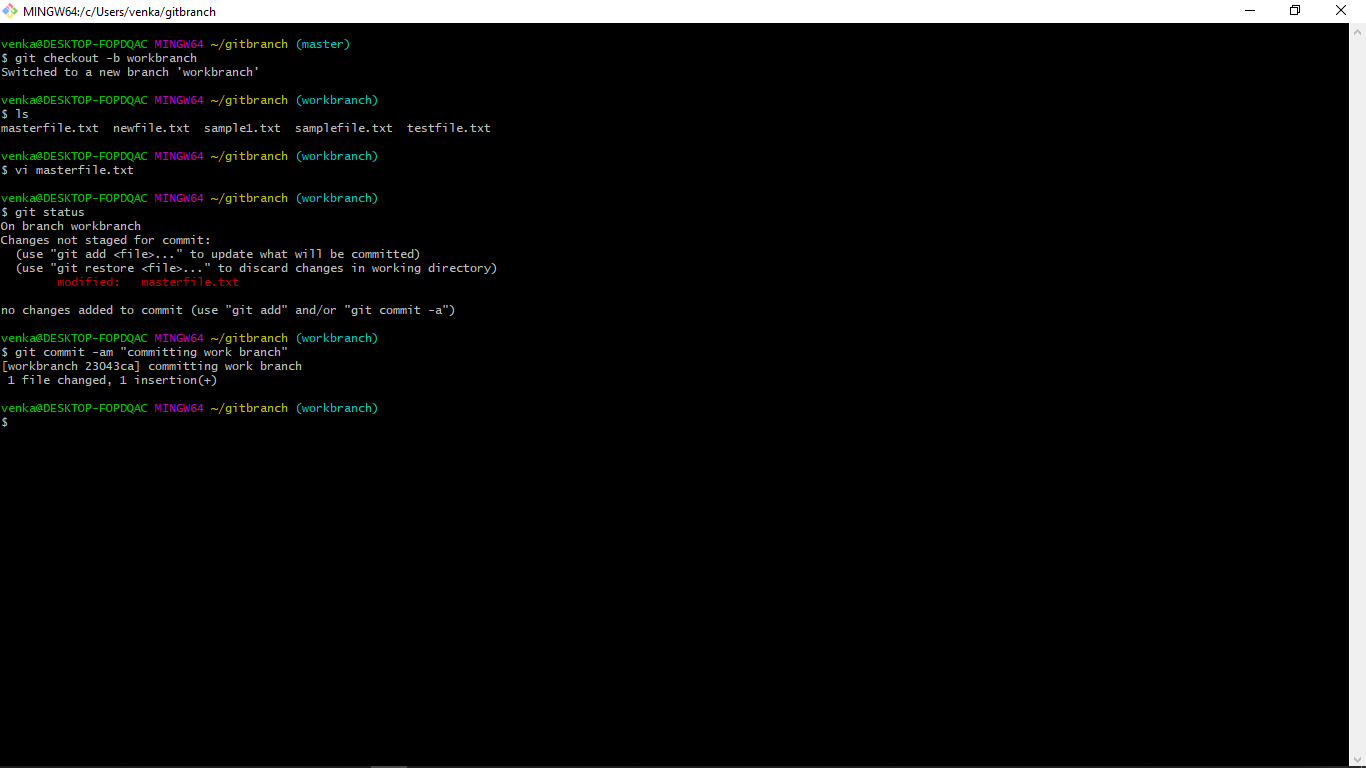 MINGW64:/c/Users/venka/gitbranch
venka@DESKTOP-FOPDQAC MINGW64 ~/gitbranch (master)
$ git checkout -b workbranch
Switched to a new branch 'workbranch'
venka@DESKTOP-FOPDQAC MINGW64 ~/gitbranch (workbranch)
$ ls
masterfile.txt  newfile.txt  sample1.txt  samplefile.txt  testfile.txt
venka@DESKTOP-FOPDQAC MINGW64 ~/gitbranch (workbranch)
$ vi masterfile.txt
venka@DESKTOP-FOPDQAC MINGW64 ~/gitbranch (workbranch)
$ git status
On branch workbranch
Changes not staged for commit:
  (use "git add <file>..." to update what will be committed)
  (use "git restore <file>..." to discard changes in working directory)
        modified:   masterfile.txt
no changes added to commit (use "git add" and/or "git commit -a")
venka@DESKTOP-FOPDQAC MINGW64 ~/gitbranch (workbranch)
$ git commit -am "committing work branch"
[workbranch 23043ca] committing work branch
 1 file changed, 1 insertion(+)
venka@DESKTOP-FOPDQAC MINGW64 ~/gitbranch (workbranch)
$